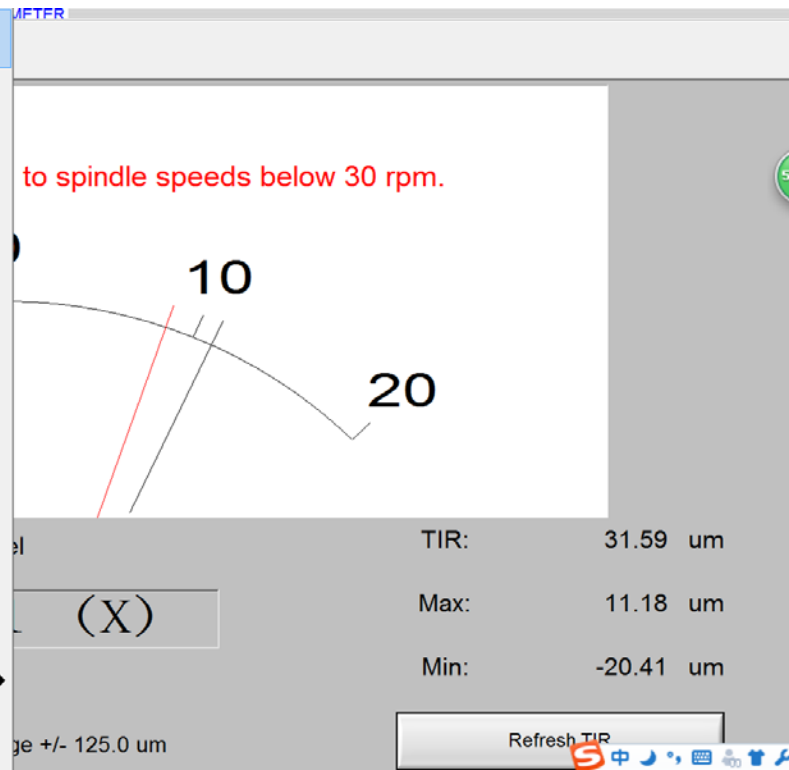 METER
to spindle speeds below 30 rpm.
10
20
TIR: 31.59 um
(X)
Max: 11.18 um
Min: -20.41 um
+/- 125.0 um
Refresh TIR
中